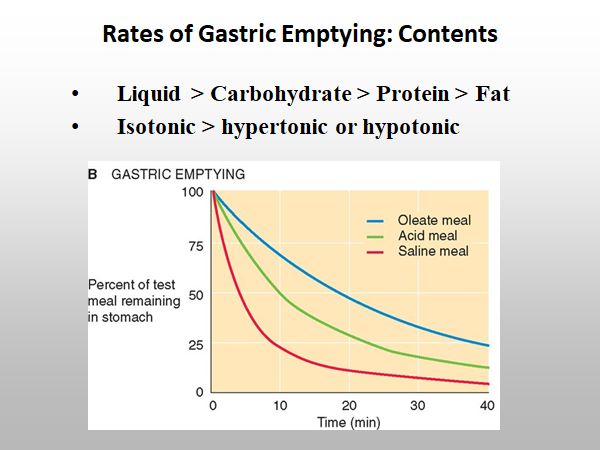 Rates of Gastric Emptying: Contents
• Liquid > Carbohydrate > Protein > Fat
• Isotonic > hypertonic or hypotonic
B GASTRIC EMPTYING
100
75
50
25
0
Percent of test
meal remaining
in stomach
Oleate meal
Acid meal
Saline meal
0 10 20 30 40
Time (min)